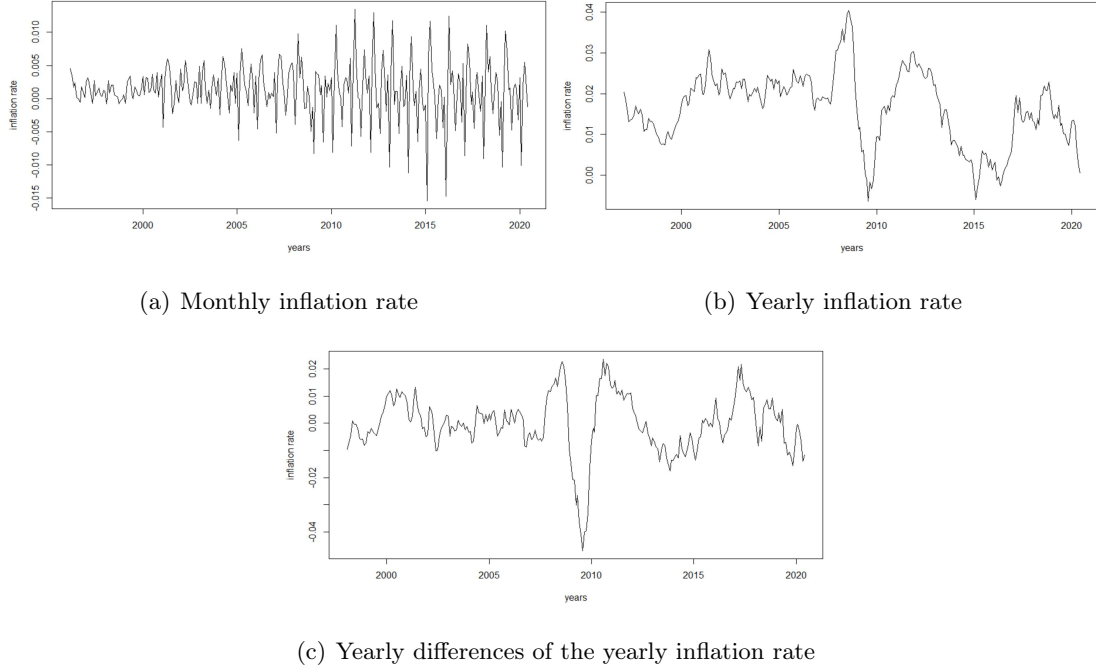 0.010
0.005
0.000
-0.005
-0.010
-0.015
inflation rate
2000 2005 2010 2015 2020
years
(a) Monthly inflation rate
0.04
0.03
0.02
0.01
0.00
inflation rate
2000 2005 2010 2015 2020
years
(b) Yearly inflation rate
0.02
0.01
0.00
-0.02
-0.04
inflation rate
2000 2005 2010 2015 2020
years
(c) Yearly differences of the yearly inflation rate